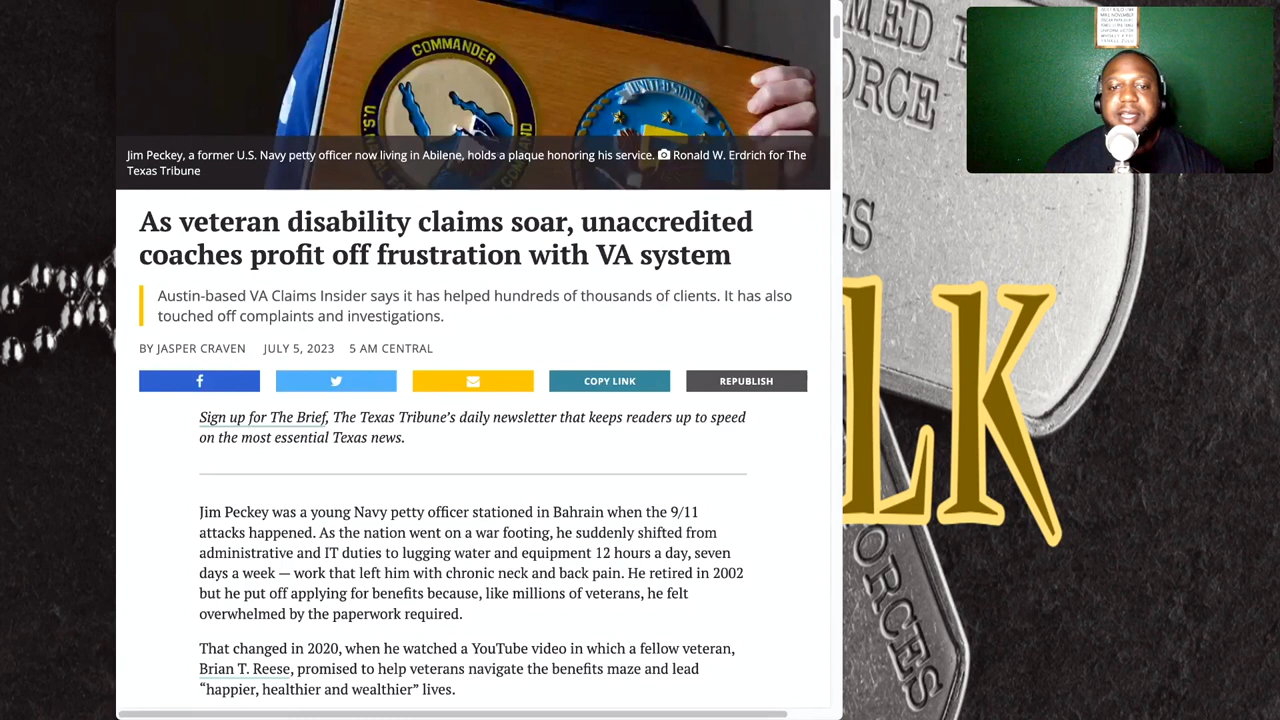 COMMANDER
UNITED STATES
Jim Peckey, a former U.S. Navy petty officer now living in Abilene, holds a plaque honoring his service. Ronald W. Erdrich for The
Texas Tribune
As veteran disability claims soar, unaccredited
coaches profit off frustration with VA system
Austin-based VA Claims Insider says it has helped hundreds of thousands of clients. It has also
touched off complaints and investigations.
BY JASPER CRAVEN JULY 5, 2023 5 AM CENTRAL
COPY LINK
REPUBLISH
Sign up for The Brief, The Texas Tribune’s daily newsletter that keeps readers up to speed
on the most essential Texas news.
Jim Peckey was a young Navy petty officer stationed in Bahrain when the 9/11
attacks happened. As the nation went on a war footing, he suddenly shifted from
administrative and IT duties to lugging water and equipment 12 hours a day, seven
days a week — work that left him with chronic neck and back pain. He retired in 2002
but he put off applying for benefits because, like millions of veterans, he felt
overwhelmed by the paperwork required.
That changed in 2020, when he watched a YouTube video in which a fellow veteran,
Brian T. Reese, promised to help veterans navigate the benefits maze and lead
“happier, healthier and wealthier” lives.
LK
ORCE
ORCES